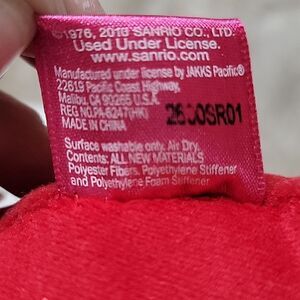 ©1976, 2010 SANRIO CO., LTD.
Used Under License.
www.sanrio.com
Manufactured under license by JAKKS Pacific®
22619 Pacific Coast Highway,
Malibu, CA 90265 U.S.A.
REG NO.PA-6247(HK)
MADE IN CHINA
SR01
Surface washable only. Air Dry.
Contents: ALL NEW MATERIALS
Polyester Fibers. Polyethylene Stiffener
and Polyethylene Foam Stiffener